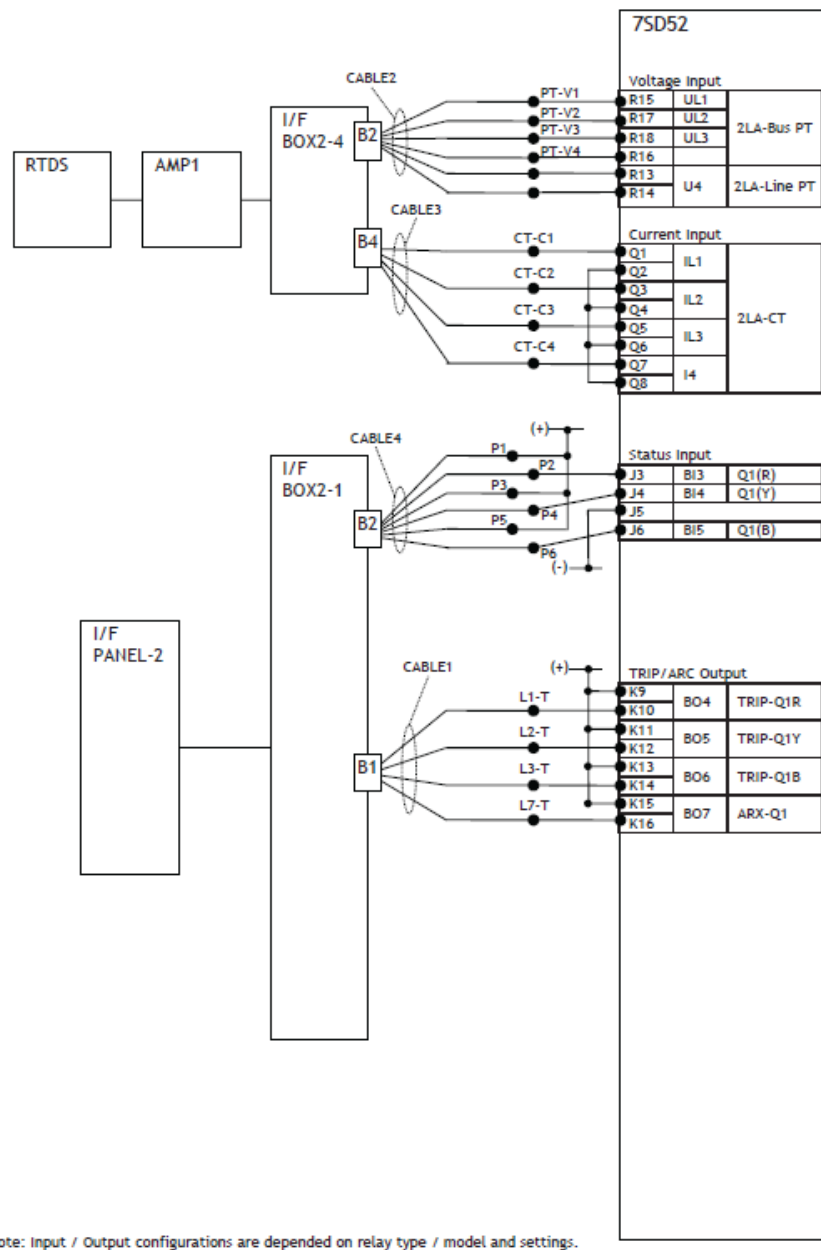 7SD52
CABLE2
Voltage Input
PT-V1
R15 UL1
I/F
BOX2-4
B2
PT-V2
R17 UL2
2LA-Bus PT
PT-V3
R18 UL3
PT-V4
R16
RTDS
AMP1
R13
U4
2LA-Line PT
R14
CABLE3
Current Input
B4
CT-C1
Q1
IL1
Q2
CT-C2
Q3
IL2
Q4
2LA-CT
CT-C3
Q5
IL3
Q6
CT-C4
Q7
I4
Q8
(+)
CABLE4
P1
Status Input
I/F
BOX2-1
P2
J3 BI3 Q1(R)
P3
J4 BI4 Q1(Y)
B2
P4
J5
P5
J6 BI5 Q1(B)
P6
(-)
I/F
PANEL-2
CABLE1
(+)
TRIP/ARC Output
K9
L1-T
BO4 TRIP-Q1R
K10
K11
L2-T
BO5 TRIP-Q1Y
K12
B1
K13
L3-T
BO6 TRIP-Q1B
K14
K15
L7-T
BO7 ARX-Q1
K16
ote: Input / Output configurations are depended on relay type / model and settings.